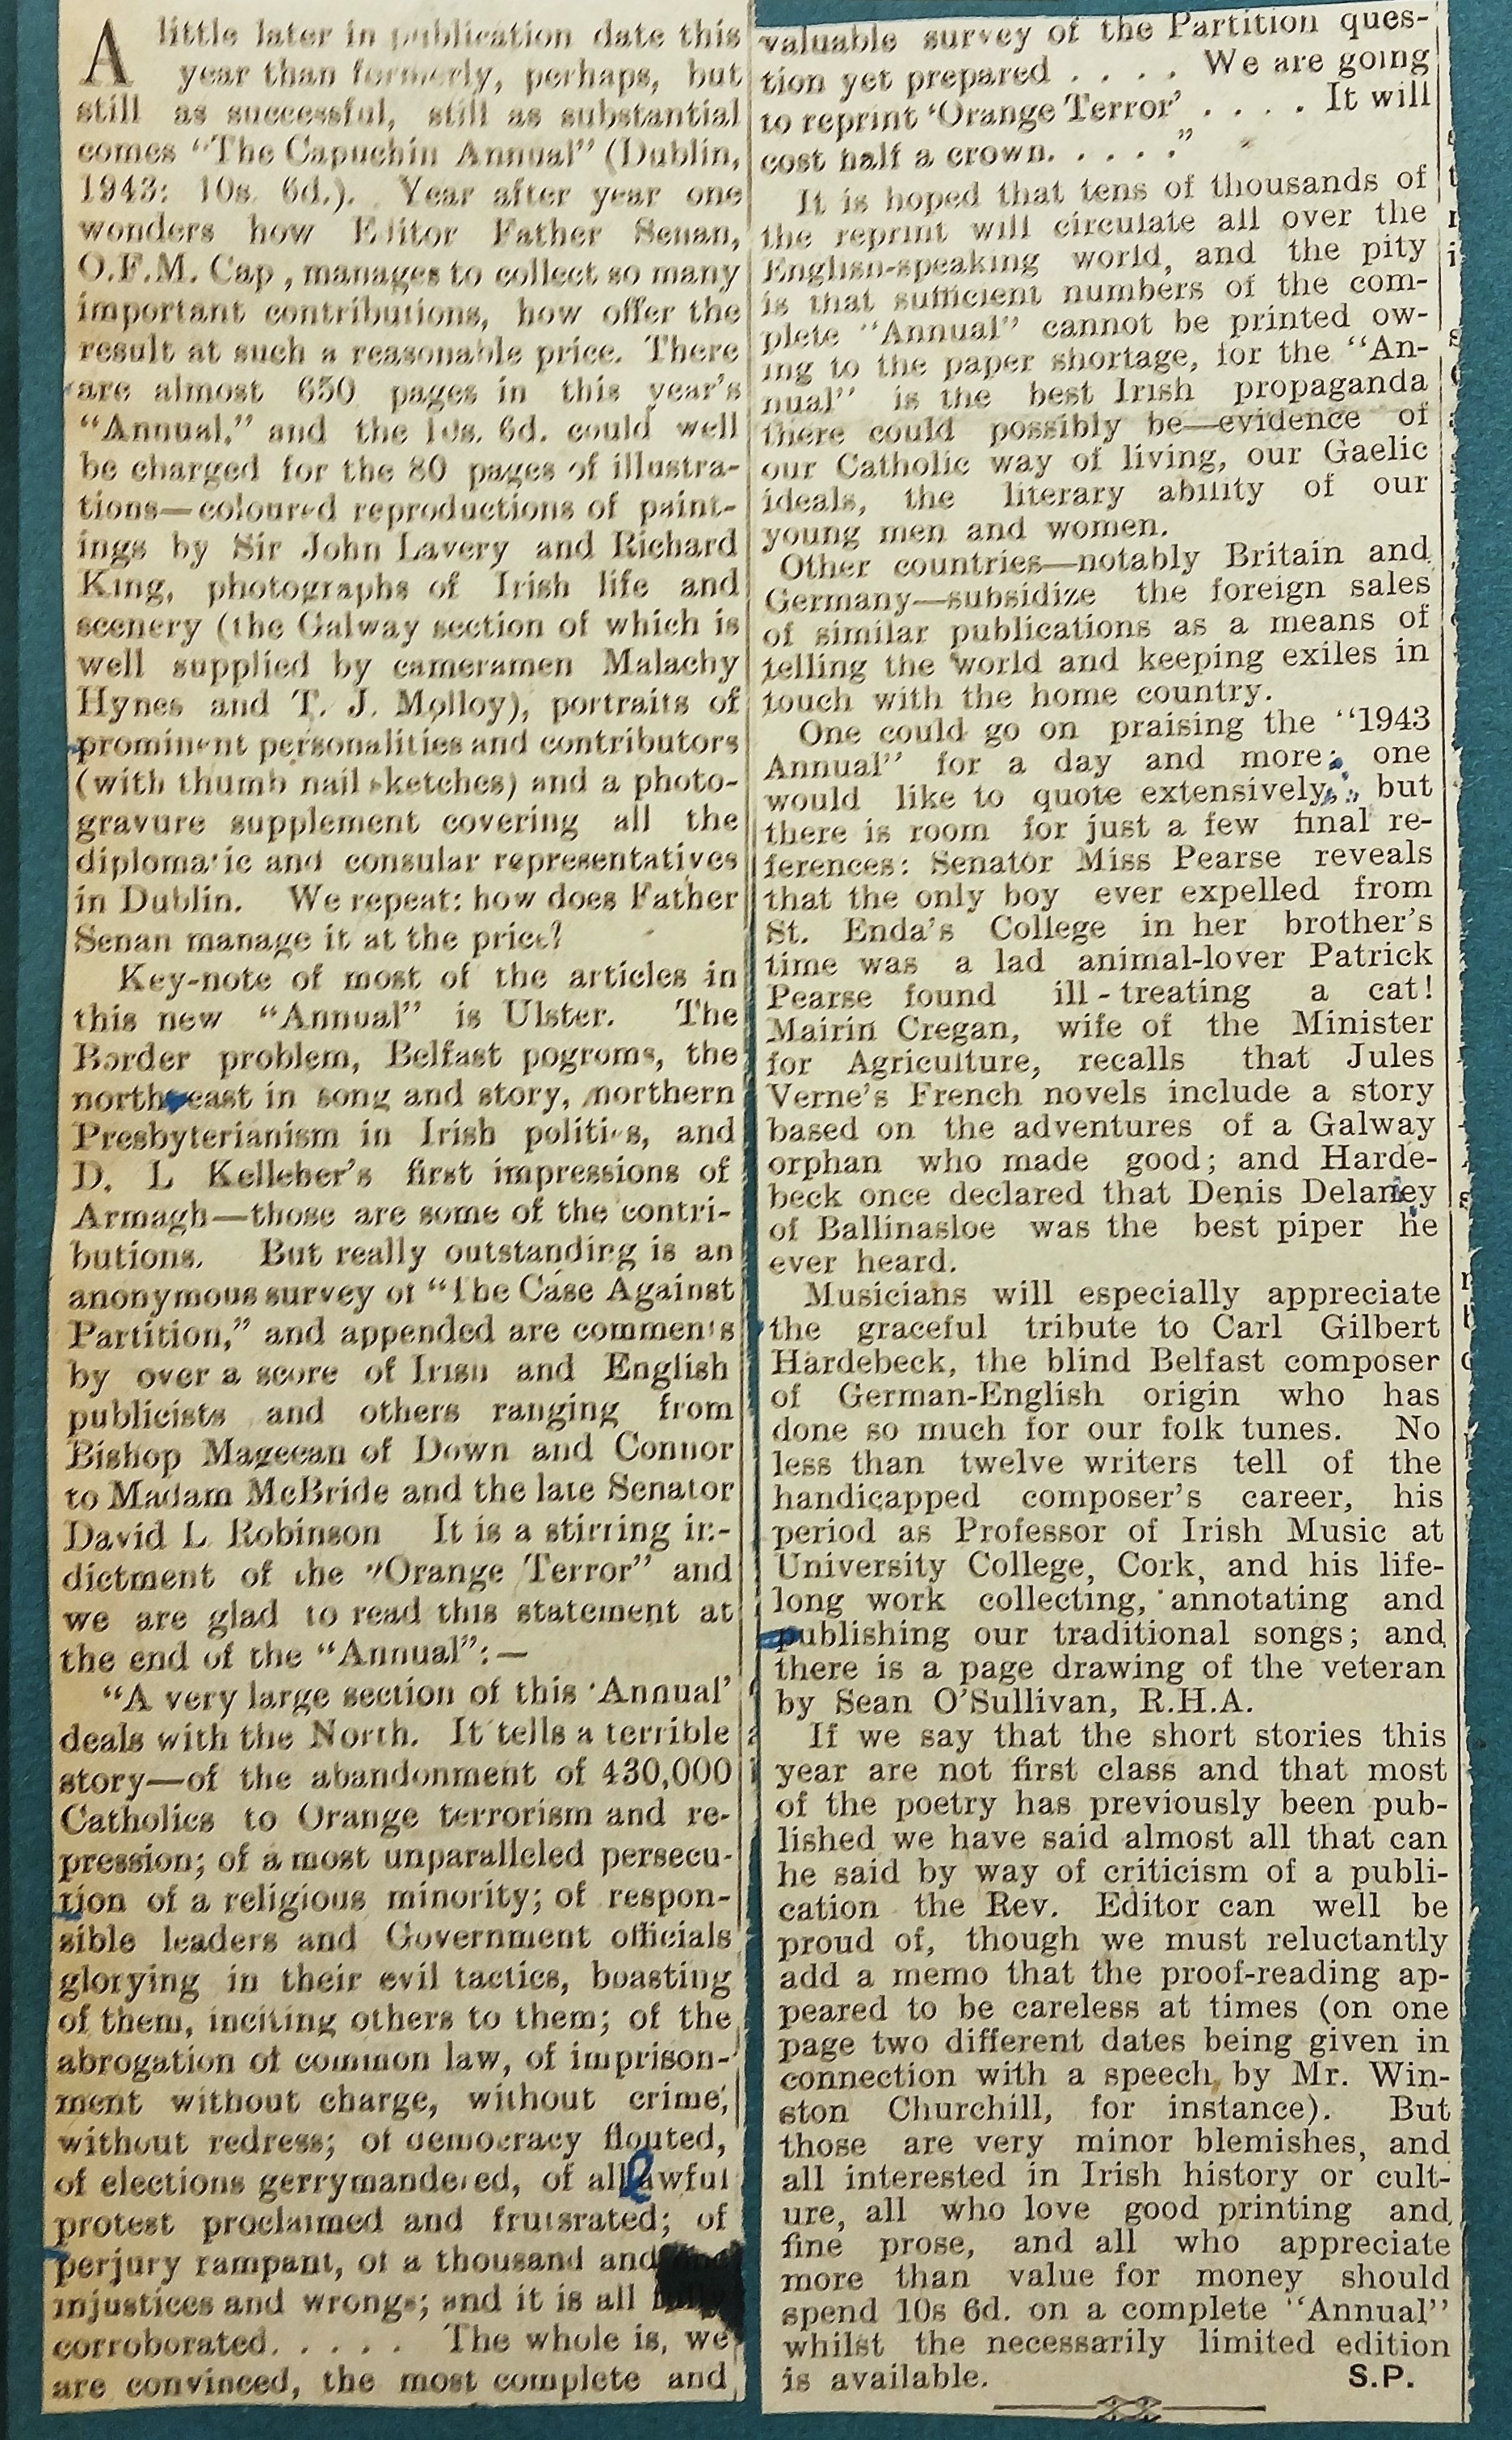 A little later in publication date this
year than formerly, perhaps, but
still as successful, still as substantial
comes "The Capuchin Annual" (Dublin,
1943: 10s. 6d.). Year after year one
wonders how Editor Father Senan,
O.F.M. Cap, manages to collect so many
important contributions, how offer the
result at such a reasonable price. There
are almost 650 pages in this year's
"Annual," and the 10s. 6d. could well
be charged for the 80 pages of illustra-
tions—coloured reproductions of paint-
ings by Sir John Lavery and Richard
King, photographs of Irish life and
scenery (the Galway section of which is
well supplied by cameramen Malachy
Hynes and T. J. Molloy), portraits of
prominent personalities and contributors
(with thumb nail sketches) and a photo-
gravure supplement covering all the
diplomatic and consular representatives
in Dublin. We repeat: how does Father
Senan manage it at the price?
Key-note of most of the articles in
this new "Annual" is Ulster. The
Border problem, Belfast pogroms, the
north-east in song and story, northern
Presbyterianism in Irish politics, and
D. L Kelleher's first impressions of
Armagh—those are some of the contri-
butions. But really outstanding is an
anonymous survey of "The Case Against
Partition," and appended are comments
by over a score of Irish and English
publicists and others ranging from
Bishop Mageean of Down and Connor
to Madam McBride and the late Senator
David L Robinson It is a stirring in-
dictment of the "Orange Terror" and
we are glad to read this statement at
the end of the "Annual":—
"A very large section of this 'Annual'
deals with the North. It tells a terrible
story—of the abandonment of 430,000
Catholics to Orange terrorism and re-
pression; of a most unparalleled persecu-
tion of a religious minority; of respon-
sible leaders and Government officials
glorying in their evil tactics, boasting
of them, inciting others to them; of the
abrogation of common law, of imprison-
ment without charge, without crime,
without redress; of democracy flouted,
of elections gerrymandered, of all lawful
protest proclaimed and frutsrated; of
perjury rampant, of a thousand and
injustices and wrongs; and it is all
corroborated. . . . . The whole is, we
are convinced, the most complete and
valuable survey of the Partition ques-
tion yet prepared . . . . We are going
to reprint 'Orange Terror' . . . . It will
cost half a crown. . . . ."
It is hoped that tens of thousands of
the reprint will circulate all over the
English-speaking world, and the pity
is that sufficient numbers of the com-
plete "Annual" cannot be printed ow-
ing to the paper shortage, for the "An-
nual" is the best Irish propaganda
there could possibly be—evidence of
our Catholic way of living, our Gaelic
ideals, the literary ability of our
young men and women.
Other countries—notably Britain and
Germany—subsidize the foreign sales
of similar publications as a means of
telling the world and keeping exiles in
touch with the home country.
One could go on praising the "1943
Annual" for a day and more; one
would like to quote extensively; but
there is room for just a few final re-
ferences: Senator Miss Pearse reveals
that the only boy ever expelled from
St. Enda's College in her brother's
time was a lad animal-lover Patrick
Pearse found ill-treating a cat!
Mairin Cregan, wife of the Minister
for Agriculture, recalls that Jules
Verne's French novels include a story
based on the adventures of a Galway
orphan who made good; and Harde-
beck once declared that Denis Delaney
of Ballinasloe was the best piper he
ever heard.
Musicians will especially appreciate
the graceful tribute to Carl Gilbert
Hardebeck, the blind Belfast composer
of German-English origin who has
done so much for our folk tunes. No
less than twelve writers tell of the
handicapped composer's career, his
period as Professor of Irish Music at
University College, Cork, and his life-
long work collecting, annotating and
publishing our traditional songs; and
there is a page drawing of the veteran
by Sean O'Sullivan, R.H.A.
If we say that the short stories this
year are not first class and that most
of the poetry has previously been pub-
lished we have said almost all that can
he said by way of criticism of a publi-
cation the Rev. Editor can well be
proud of, though we must reluctantly
add a memo that the proof-reading ap-
peared to be careless at times (on one
page two different dates being given in
connection with a speech by Mr. Win-
ston Churchill, for instance). But
those are very minor blemishes, and
all interested in Irish history or cult-
ure, all who love good printing and
fine prose, and all who appreciate
more than value for money should
spend 10s 6d. on a complete "Annual"
whilst the necessarily limited edition
is available. S.P.